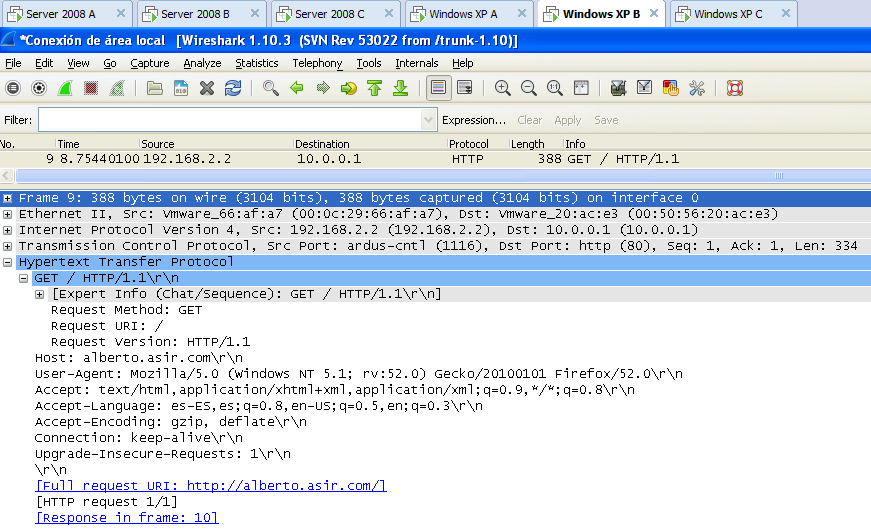 Server 2008 A Server 2008 B Server 2008 C Windows XP A Windows XP B Windows XP C
*Conexión de área local [Wireshark 1.10.3 (SVN Rev 53022 from /trunk-1.10)]
File Edit View Go Capture Analyze Statistics Telephony Tools Internals Help
Filter: Expression... Clear Apply Save
No. Time Source Destination Protocol Length Info
9 8.75440100 192.168.2.2 10.0.0.1 HTTP 388 GET / HTTP/1.1
Frame 9: 388 bytes on wire (3104 bits), 388 bytes captured (3104 bits) on interface 0
Ethernet II, Src: Vmware_66:af:a7 (00:0c:29:66:af:a7), Dst: Vmware_20:ac:e3 (00:50:56:20:ac:e3)
Internet Protocol Version 4, Src: 192.168.2.2 (192.168.2.2), Dst: 10.0.0.1 (10.0.0.1)
Transmission Control Protocol, Src Port: ardus-cntl (1116), Dst Port: http (80), Seq: 1, Ack: 1, Len: 334
Hypertext Transfer Protocol
GET / HTTP/1.1\r\n
[Expert Info (Chat/Sequence): GET / HTTP/1.1\r\n]
Request Method: GET
Request URI: /
Request Version: HTTP/1.1
Host: alberto.asir.com\r\n
User-Agent: Mozilla/5.0 (Windows NT 5.1; rv:52.0) Gecko/20100101 Firefox/52.0\r\n
Accept: text/html,application/xhtml+xml,application/xml;q=0.9,*/*;q=0.8\r\n
Accept-Language: es-ES,es;q=0.8,en-US;q=0.5,en;q=0.3\r\n
Accept-Encoding: gzip, deflate\r\n
Connection: keep-alive\r\n
Upgrade-Insecure-Requests: 1\r\n
\r\n
[Full request URI: http://alberto.asir.com/]
[HTTP request 1/1]
[Response in frame: 10]